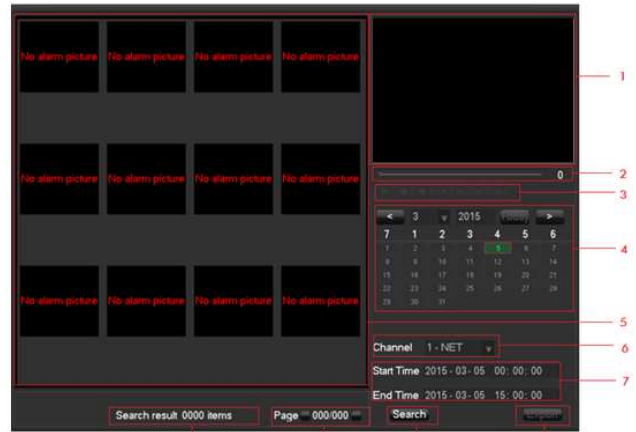 No alarm picture No alarm picture No alarm picture No alarm picture
No alarm picture No alarm picture No alarm picture No alarm picture
No alarm picture No alarm picture No alarm picture No alarm picture
1
0
2
3
< 3 2015 Today >
7 1 2 3 4 5 6
1 2 3 4 5 6 7
8 9 10 11 12 13 14
15 16 17 18 19 20 21
22 23 24 25 26 27 28
29 30 31
4
5
Channel 1 - NET
6
Start Time 2015 - 03 - 05 00 : 00 : 00
7
End Time 2015 - 03 - 05 15 : 00 : 00
Search result 0000 items Page 000/000 Search Export